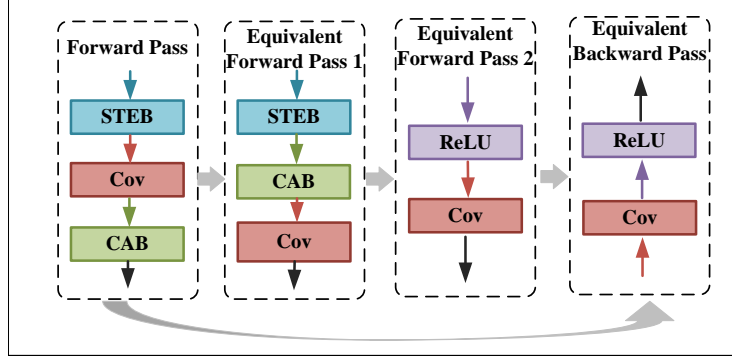 Forward Pass
STEB
Cov
CAB
Equivalent
Forward Pass 1
STEB
CAB
Cov
Equivalent
Forward Pass 2
ReLU
Cov
Equivalent
Backward Pass
ReLU
Cov